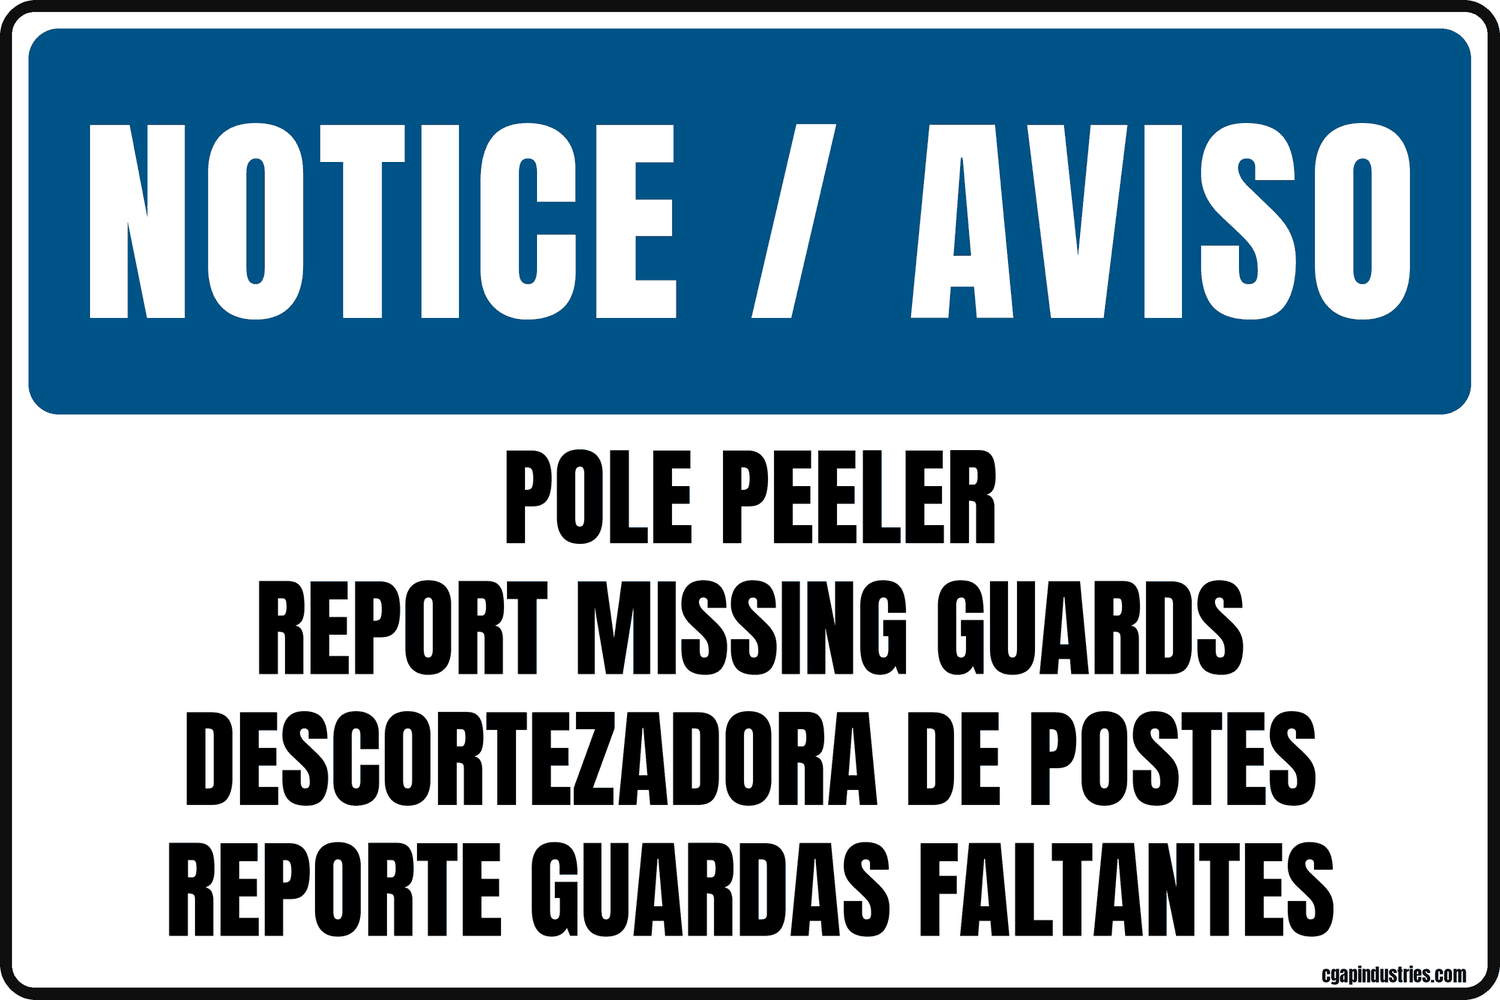 NOTICE / AVISO
POLE PEELER
REPORT MISSING GUARDS
DESCORTEZADORA DE POSTES
REPORTE GUARDAS FALTANTES
cgapindustries.com